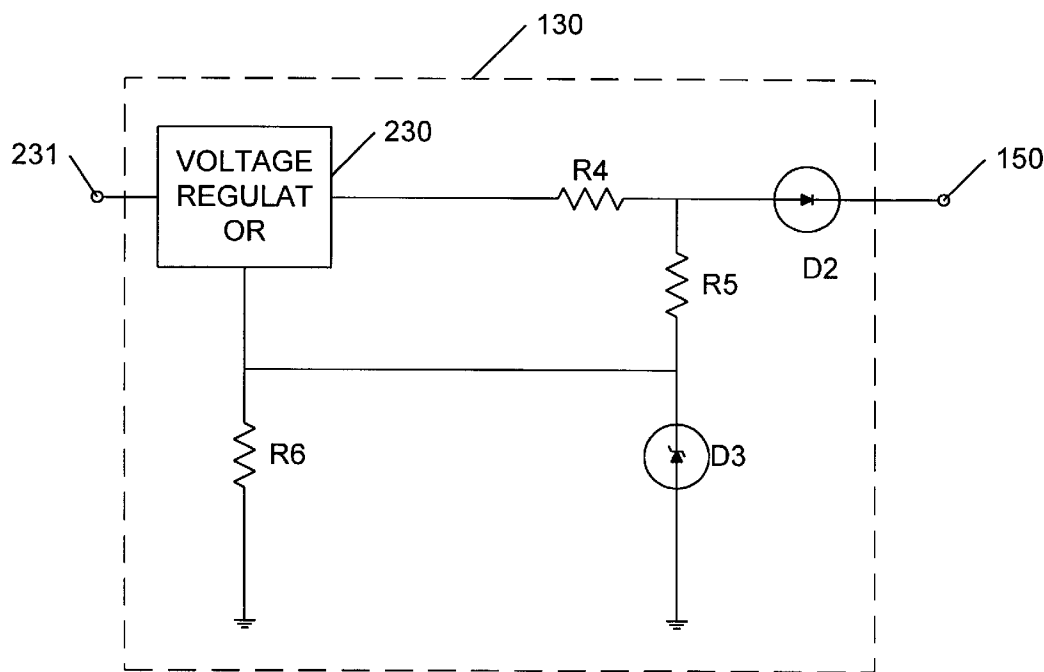 130
231
VOLTAGE
REGULAT
OR
230
R4
150
D2
R5
R6
D3